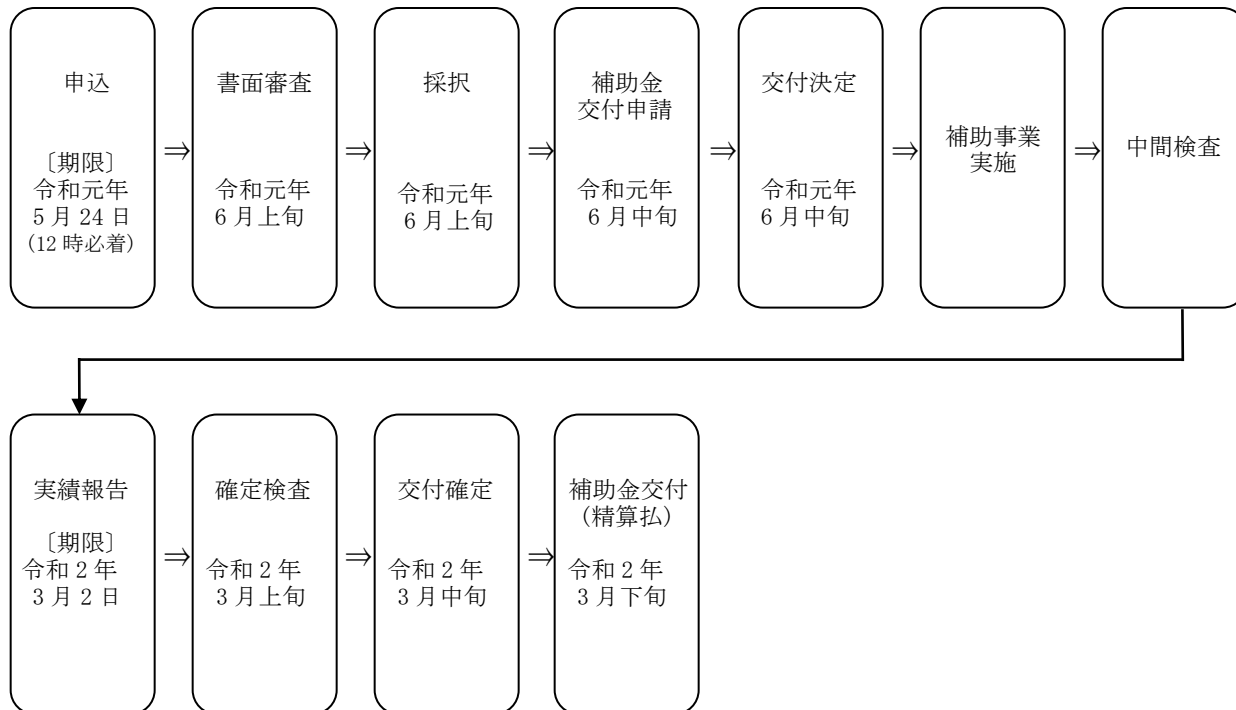 申込
〔期限〕
令和元年
5月24日
(12時必着)
⇒
書面審査
令和元年
6月上旬
⇒
採択
令和元年
6月上旬
⇒
補助金
交付申請
令和元年
6月中旬
⇒
交付決定
令和元年
6月中旬
⇒
補助事業
実施
⇒
中間検査
実績報告
〔期限〕
令和2年
3月2日
⇒
確定検査
令和2年
3月上旬
⇒
交付確定
令和2年
3月中旬
⇒
補助金交付
(精算払)
令和2年
3月下旬